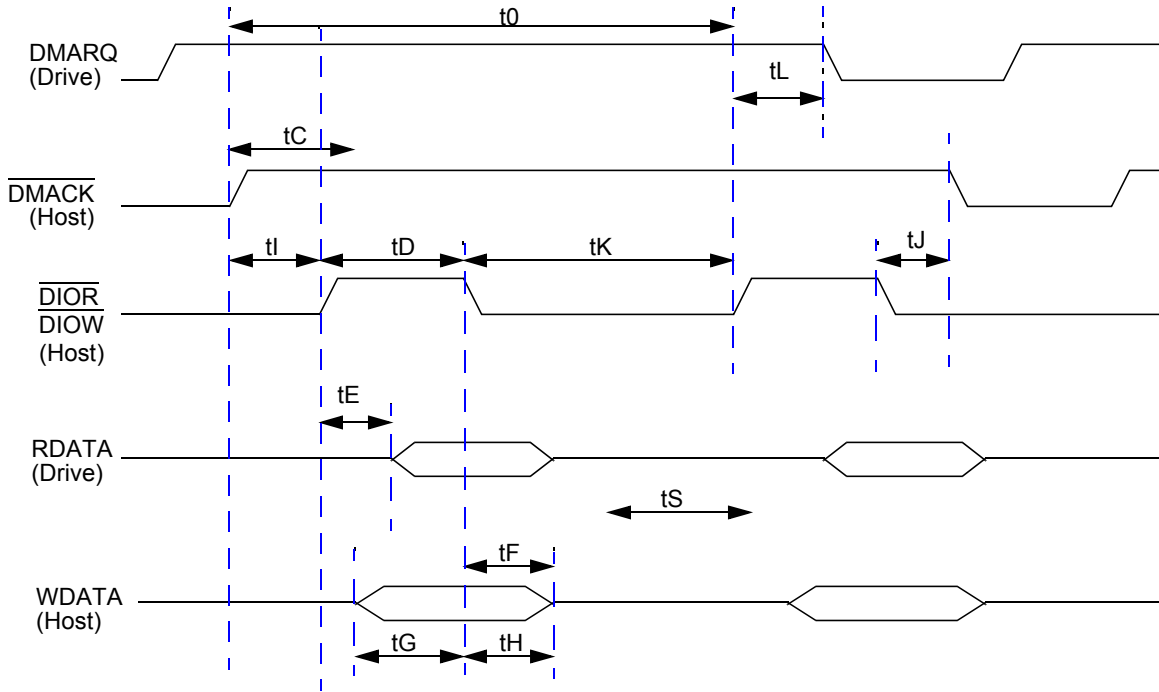 t0
DMARQ
(Drive)
tL
tC
DMACK
(Host)
tI
tD
tK
tJ
DIOR
DIOW
(Host)
tE
RDATA
(Drive)
tS
tF
WDATA
(Host)
tG
tH